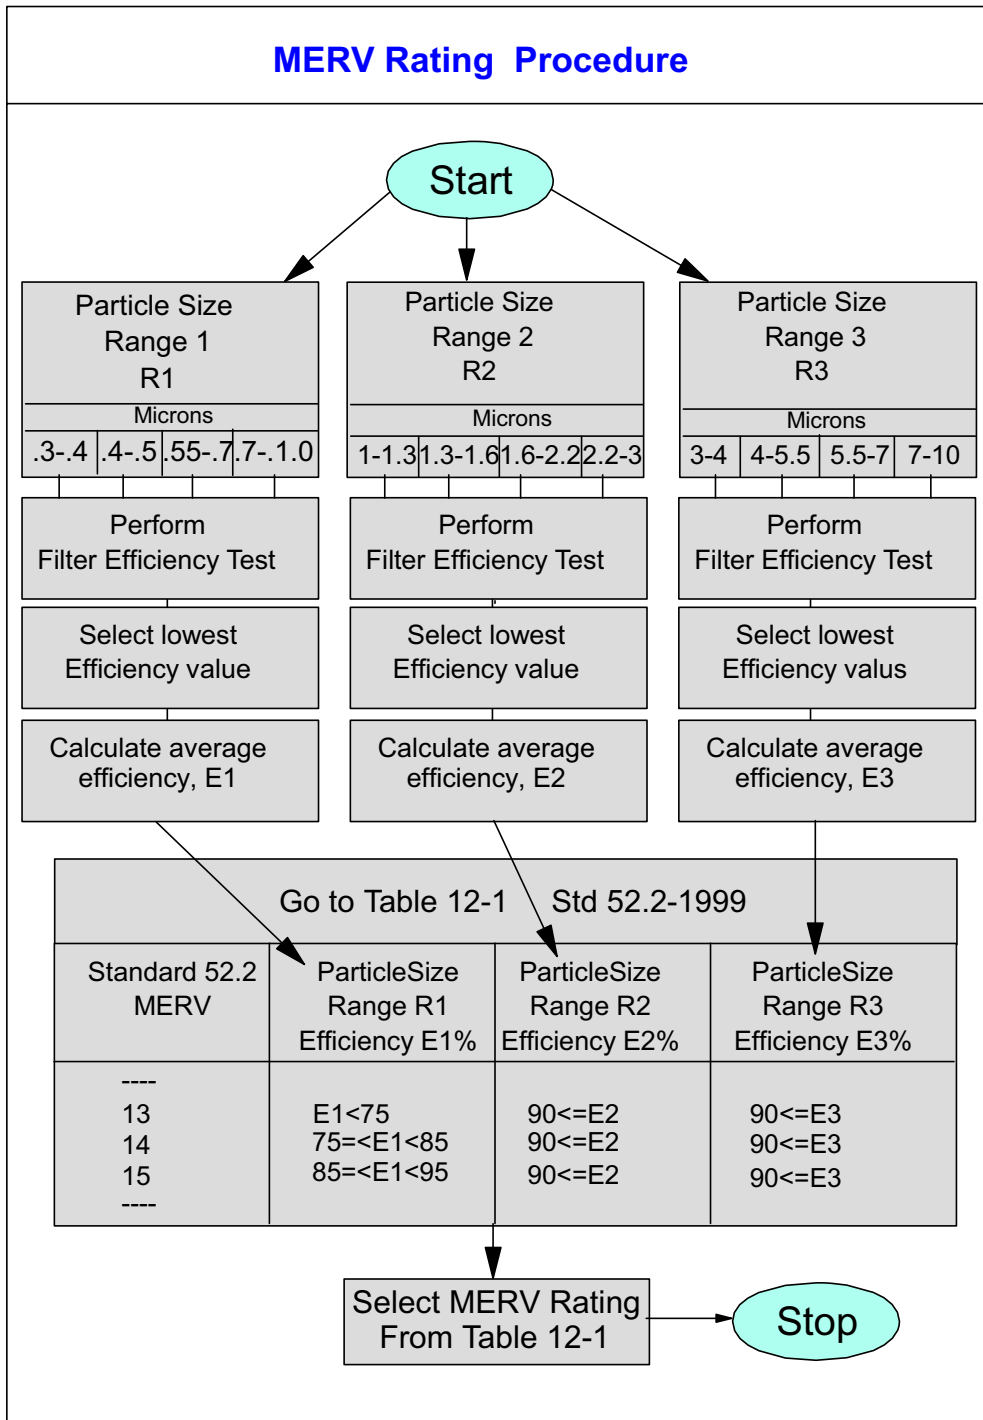 MERV Rating Procedure
Start
Particle Size
Range 1
R1
Microns
.3-.4 .4-.5 .55-.7 .7-.1.0
Particle Size
Range 2
R2
Microns
1-1.3 1.3-1.6 1.6-2.2 2.2-3
Particle Size
Range 3
R3
Microns
3-4 4-5.5 5.5-7 7-10
Perform
Filter Efficiency Test
Perform
Filter Efficiency Test
Perform
Filter Efficiency Test
Select lowest
Efficiency value
Select lowest
Efficiency value
Select lowest
Efficiency valus
Calculate average
efficiency, E1
Calculate average
efficiency, E2
Calculate average
efficiency, E3
Go to Table 12-1 Std 52.2-1999
Standard 52.2
MERV
ParticleSize
Range R1
Efficiency E1%
ParticleSize
Range R2
Efficiency E2%
ParticleSize
Range R3
Efficiency E3%
----
13 E1<75 90<=E2 90<=E3
14 75=<E1<85 90<=E2 90<=E3
15 85=<E1<95 90<=E2 90<=E3
----
Select MERV Rating
From Table 12-1
Stop